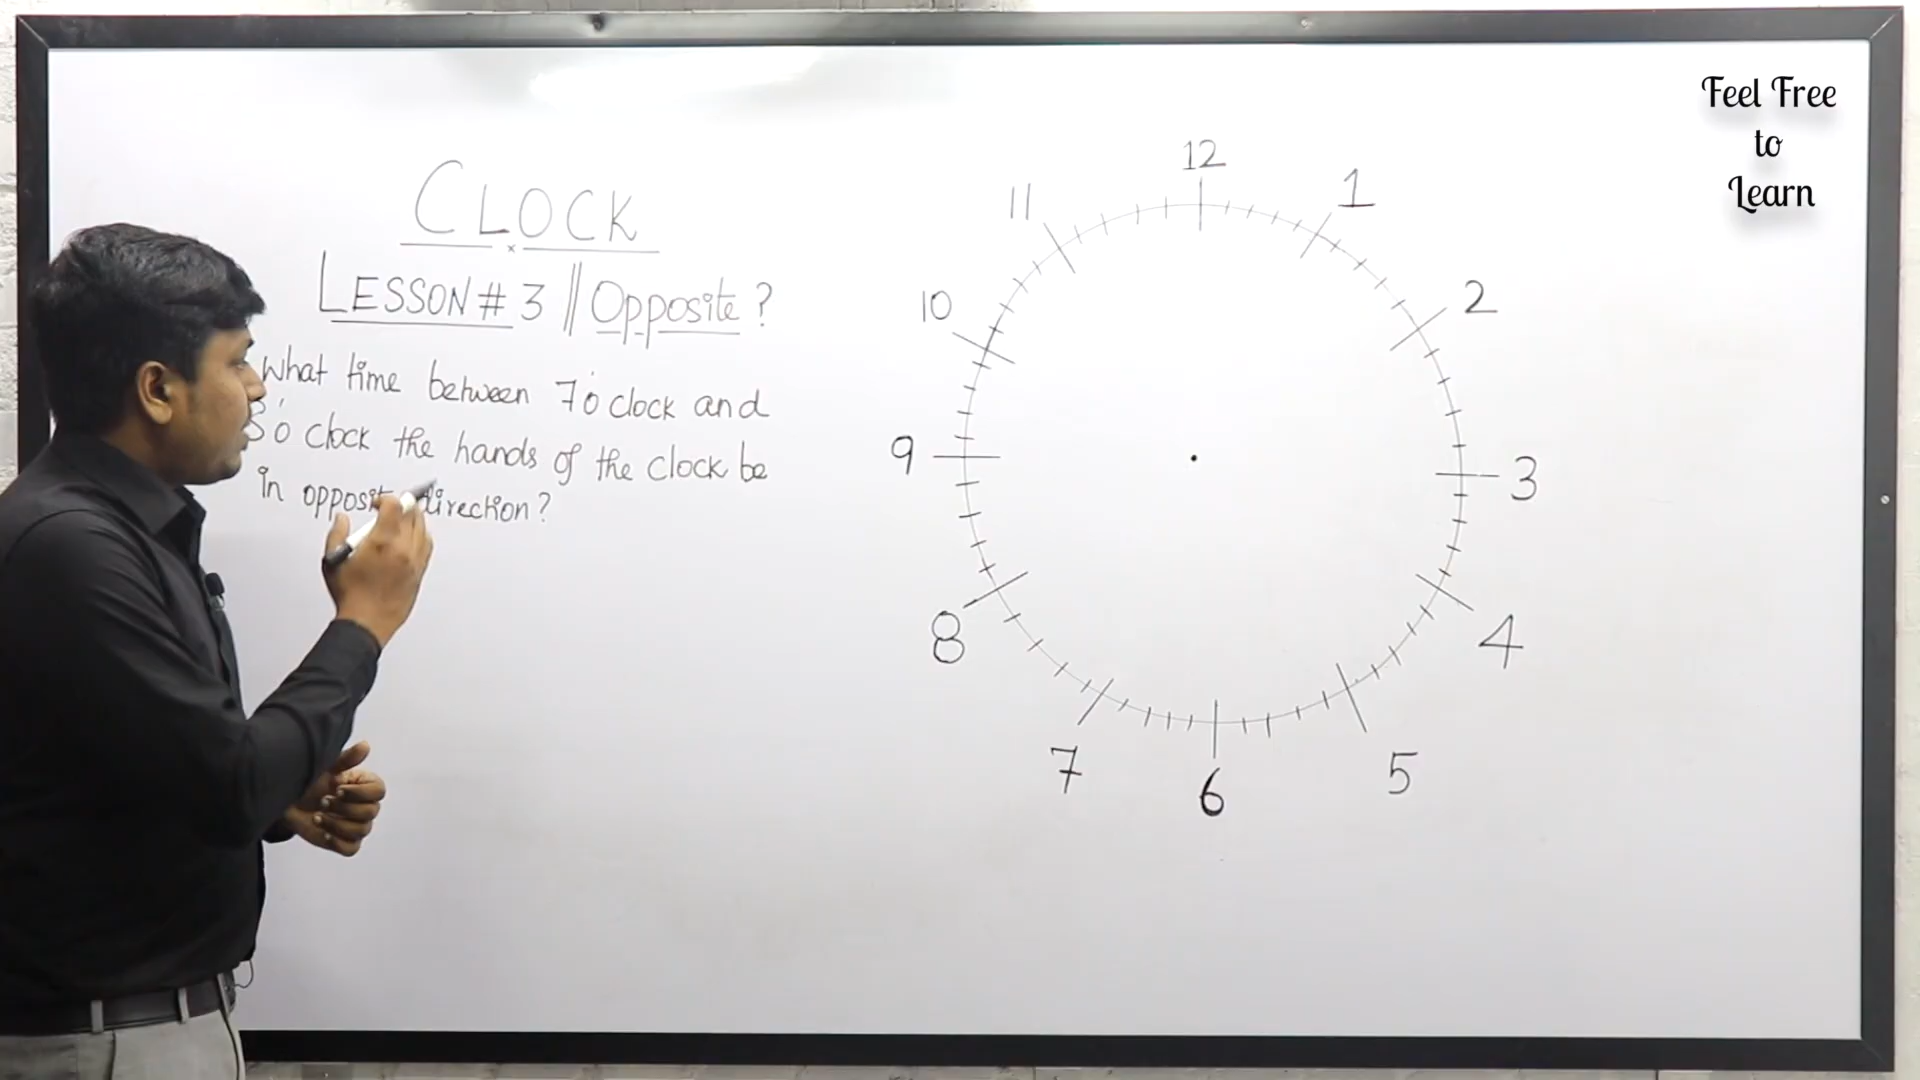 Feel Free
to
Learn
CLOCK
LESSON # 3 || Opposite ?
What time between 7 o'clock and
8 o'clock the hands of the clock be
in opposite direction?
12
1
2
3
4
5
6
7
8
9
10
11